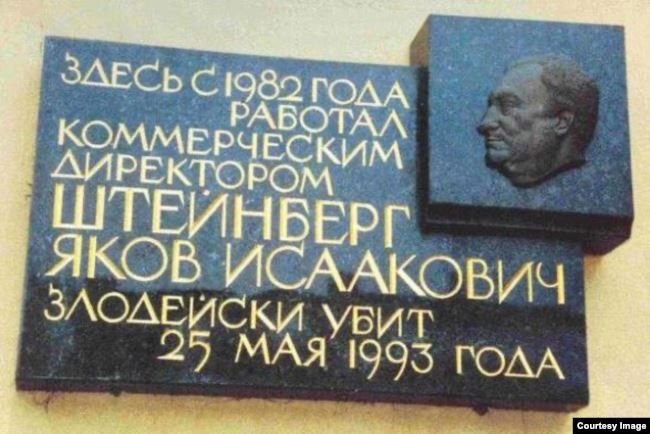 ЗДЕСЬ С 1982 ГОДА
РАБОТАЛ
КОММЕРЧЕСКИМ
ДИРЕКТОРОМ
ШТЕЙНБЕРГ
ЯКОВ ИСААКОВИЧ
ЗЛОДЕЙСКИ УБИТ
25 МАЯ 1993 ГОДА
Courtesy Image